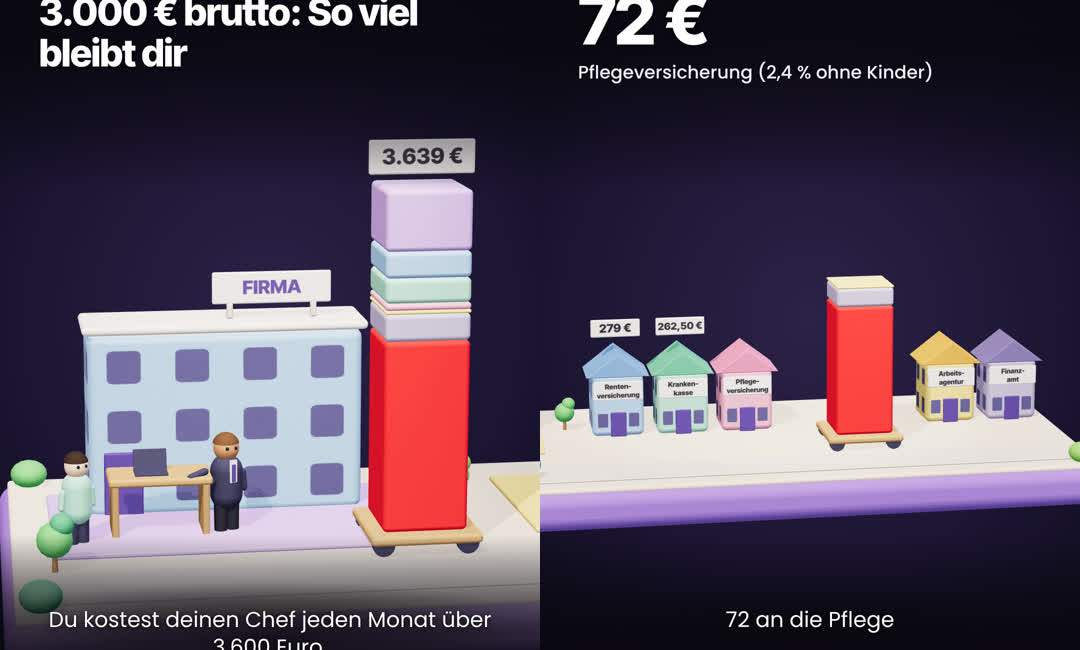 3.000 € brutto: So viel
bleibt dir
3.639 €
FIRMA
Du kostest deinen Chef jeden Monat über
3.600 Euro
72 €
Pflegeversicherung (2,4 % ohne Kinder)
279 €
262,50 €
Renten-
versicherung
Kranken-
kasse
Pflege-
versicherung
Arbeits-
agentur
Finanz-
amt
72 an die Pflege